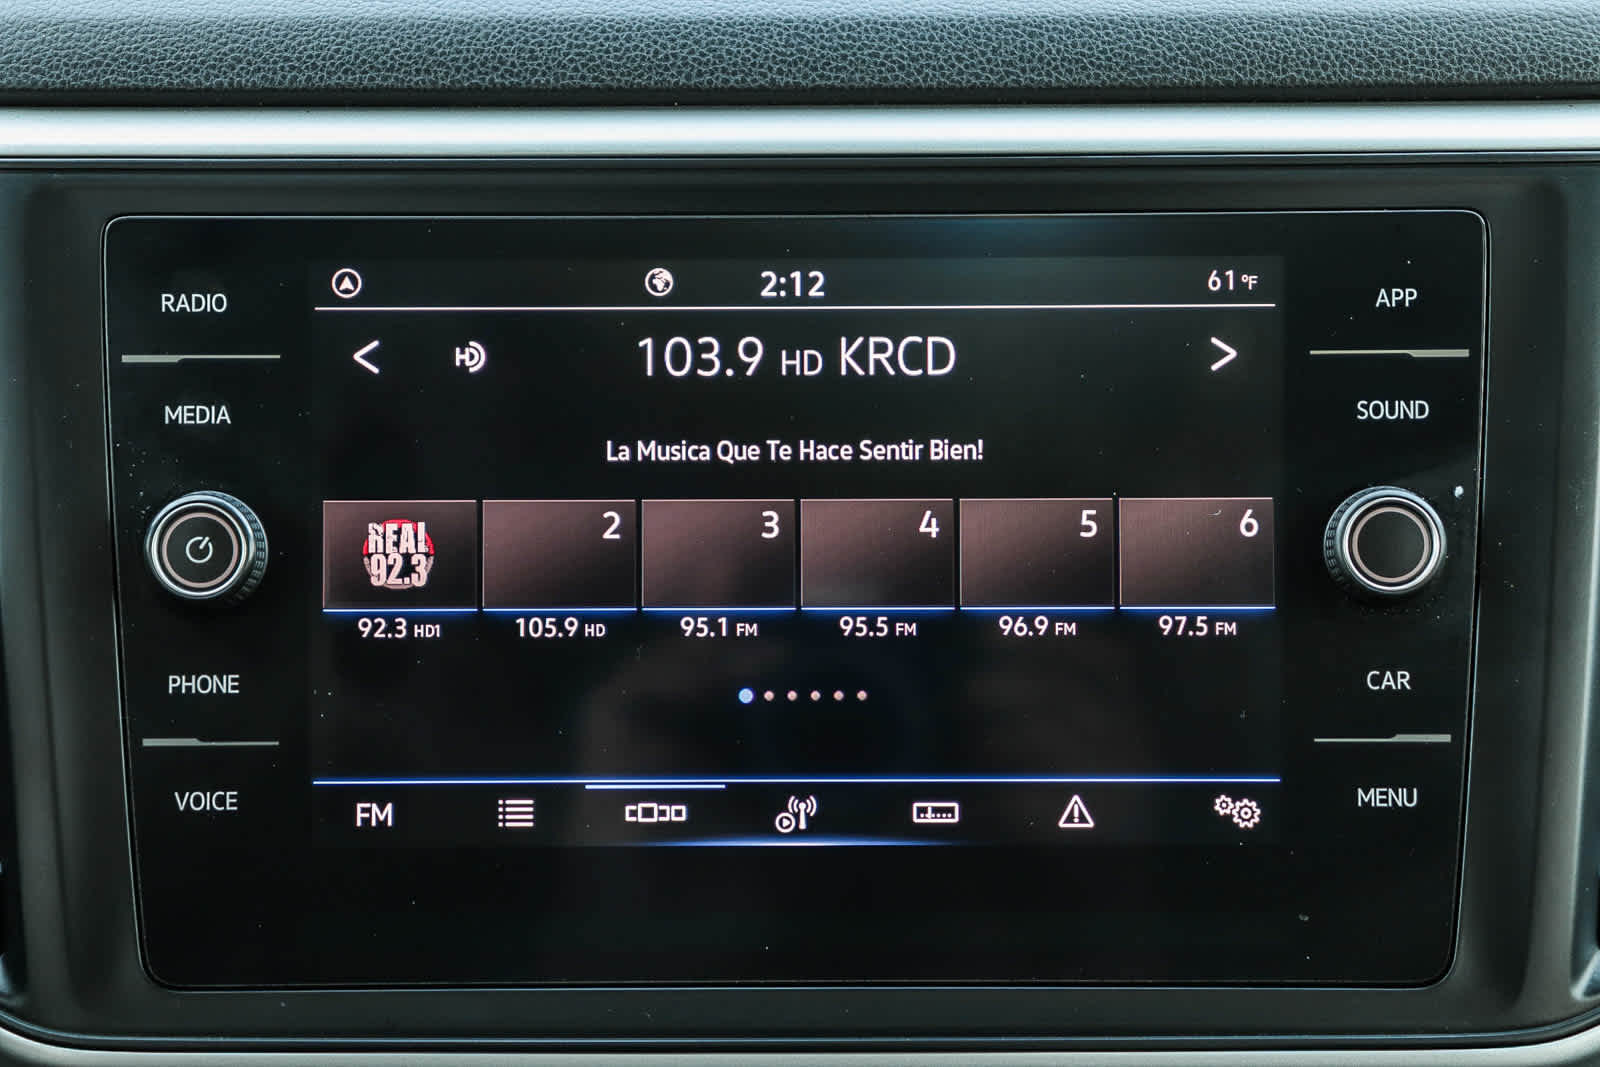 2:12 61 °F
RADIO
APP
HD 103.9 HD KRCD
MEDIA
SOUND
La Musica Que Te Hace Sentir Bien!
REAL 2 3 4 5 6
92.3
92.3 HD1 105.9 HD 95.1 FM 95.5 FM 96.9 FM 97.5 FM
PHONE
CAR
VOICE
MENU
FM